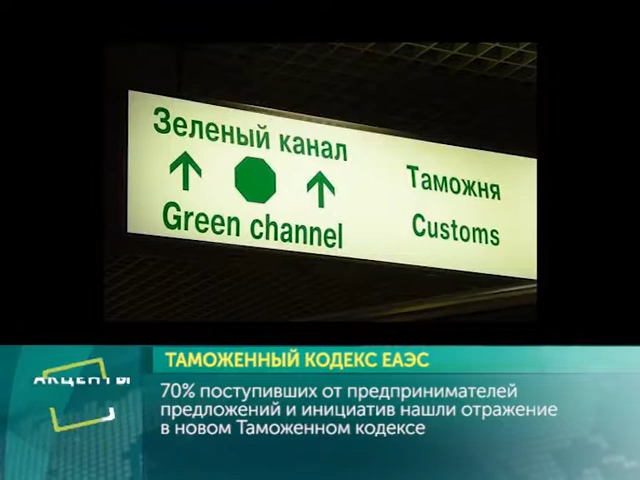 Зеленый канал
Green channel
Таможня
Customs
ТАМОЖЕННЫЙ КОДЕКС ЕАЭС
АКЦЕНТЫ
70% поступивших от предпринимателей
предложений и инициатив нашли отражение
в новом Таможенном кодексе